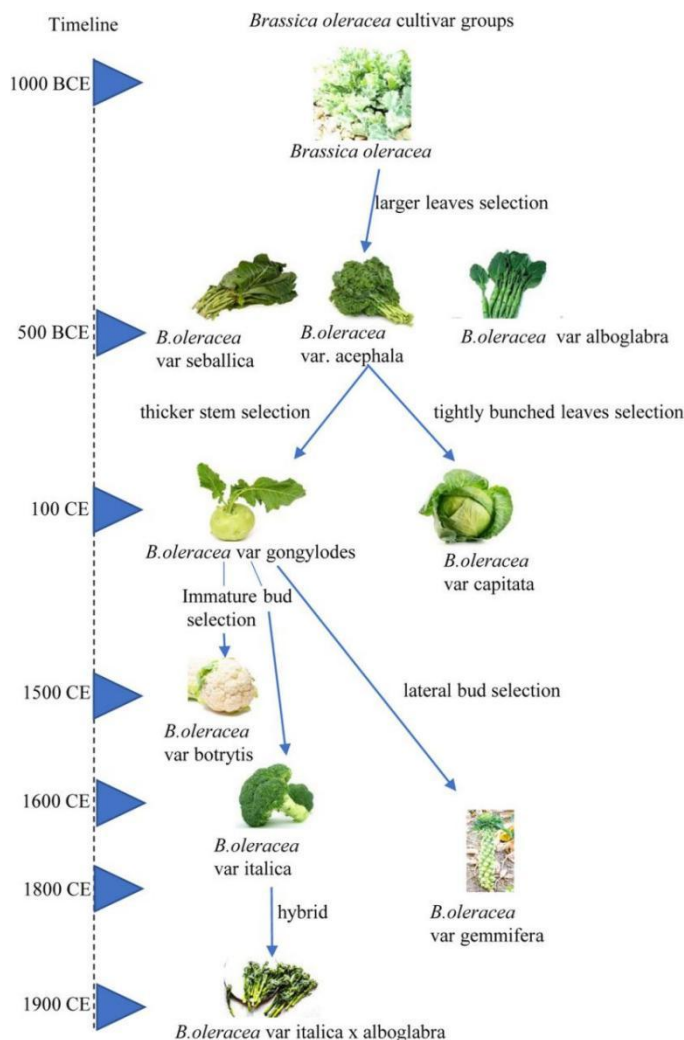 Timeline
Brassica oleracea cultivar groups
1000 BCE
Brassica oleracea
larger leaves selection
500 BCE
B.oleracea
var seballica
B.oleracea
var. acephala
B.oleracea var alboglabra
thicker stem selection
tightly bunched leaves selection
100 CE
B.oleracea var gongylodes
B.oleracea
var capitata
Immature bud
selection
1500 CE
lateral bud selection
B.oleracea
var botrytis
1600 CE
B.oleracea
var italica
1800 CE
B.oleracea
var gemmifera
hybrid
1900 CE
B.oleracea var italica x alboglabra